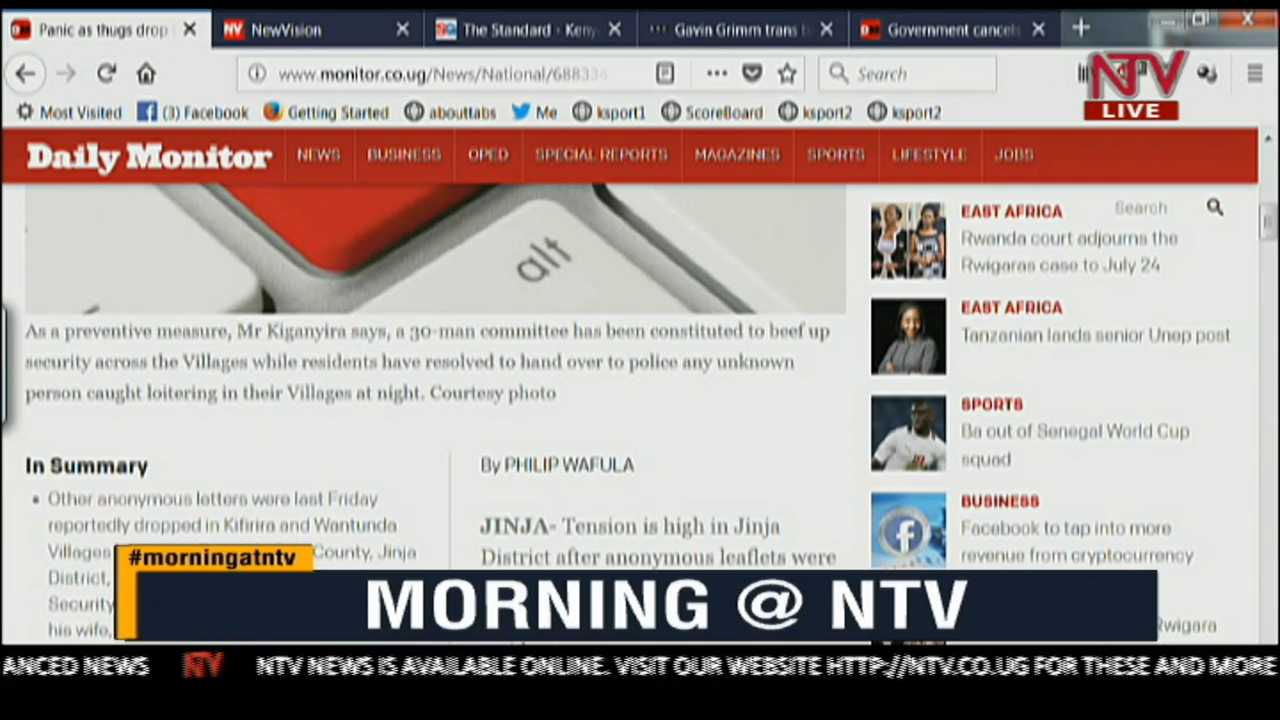 Panic as thugs drop
NewVision
The Standard - Keny
Gavin Grimm trans b
Government cancels
www.monitor.co.ug/News/National/68833
Search
NTV
LIVE
Most Visited
(3) Facebook
Getting Started
abouttabs
Me
ksport1
ScoreBoard
ksport2
ksport2
Daily Monitor
NEWS
BUSINESS
OPED
SPECIAL REPORTS
MAGAZINES
SPORTS
LIFESTYLE
JOBS
alt
As a preventive measure, Mr Kiganyira says, a 30-man committee has been constituted to beef up
security across the Villages while residents have resolved to hand over to police any unknown
person caught loitering in their Villages at night. Courtesy photo
In Summary
Other anonymous letters were last Friday
reportedly dropped in Kifirira and Wantunda
Villages County, Jinja
District,
Security
his wife,
By PHILIP WAFULA
JINJA- Tension is high in Jinja
District after anonymous leaflets were
Search
EAST AFRICA
Rwanda court adjourns the
Rwigaras case to July 24
EAST AFRICA
Tanzanian lands senior Unep post
SPORTS
Ba out of Senegal World Cup
squad
BUSINESS
Facebook to tap into more
revenue from cryptocurrency
Rwigara
#morningatntv
MORNING @ NTV
ANCED NEWS NTV NTV NEWS IS AVAILABLE ONLINE. VISIT OUR WEBSITE HTTP://NTV.CO.UG FOR THESE AND MORE